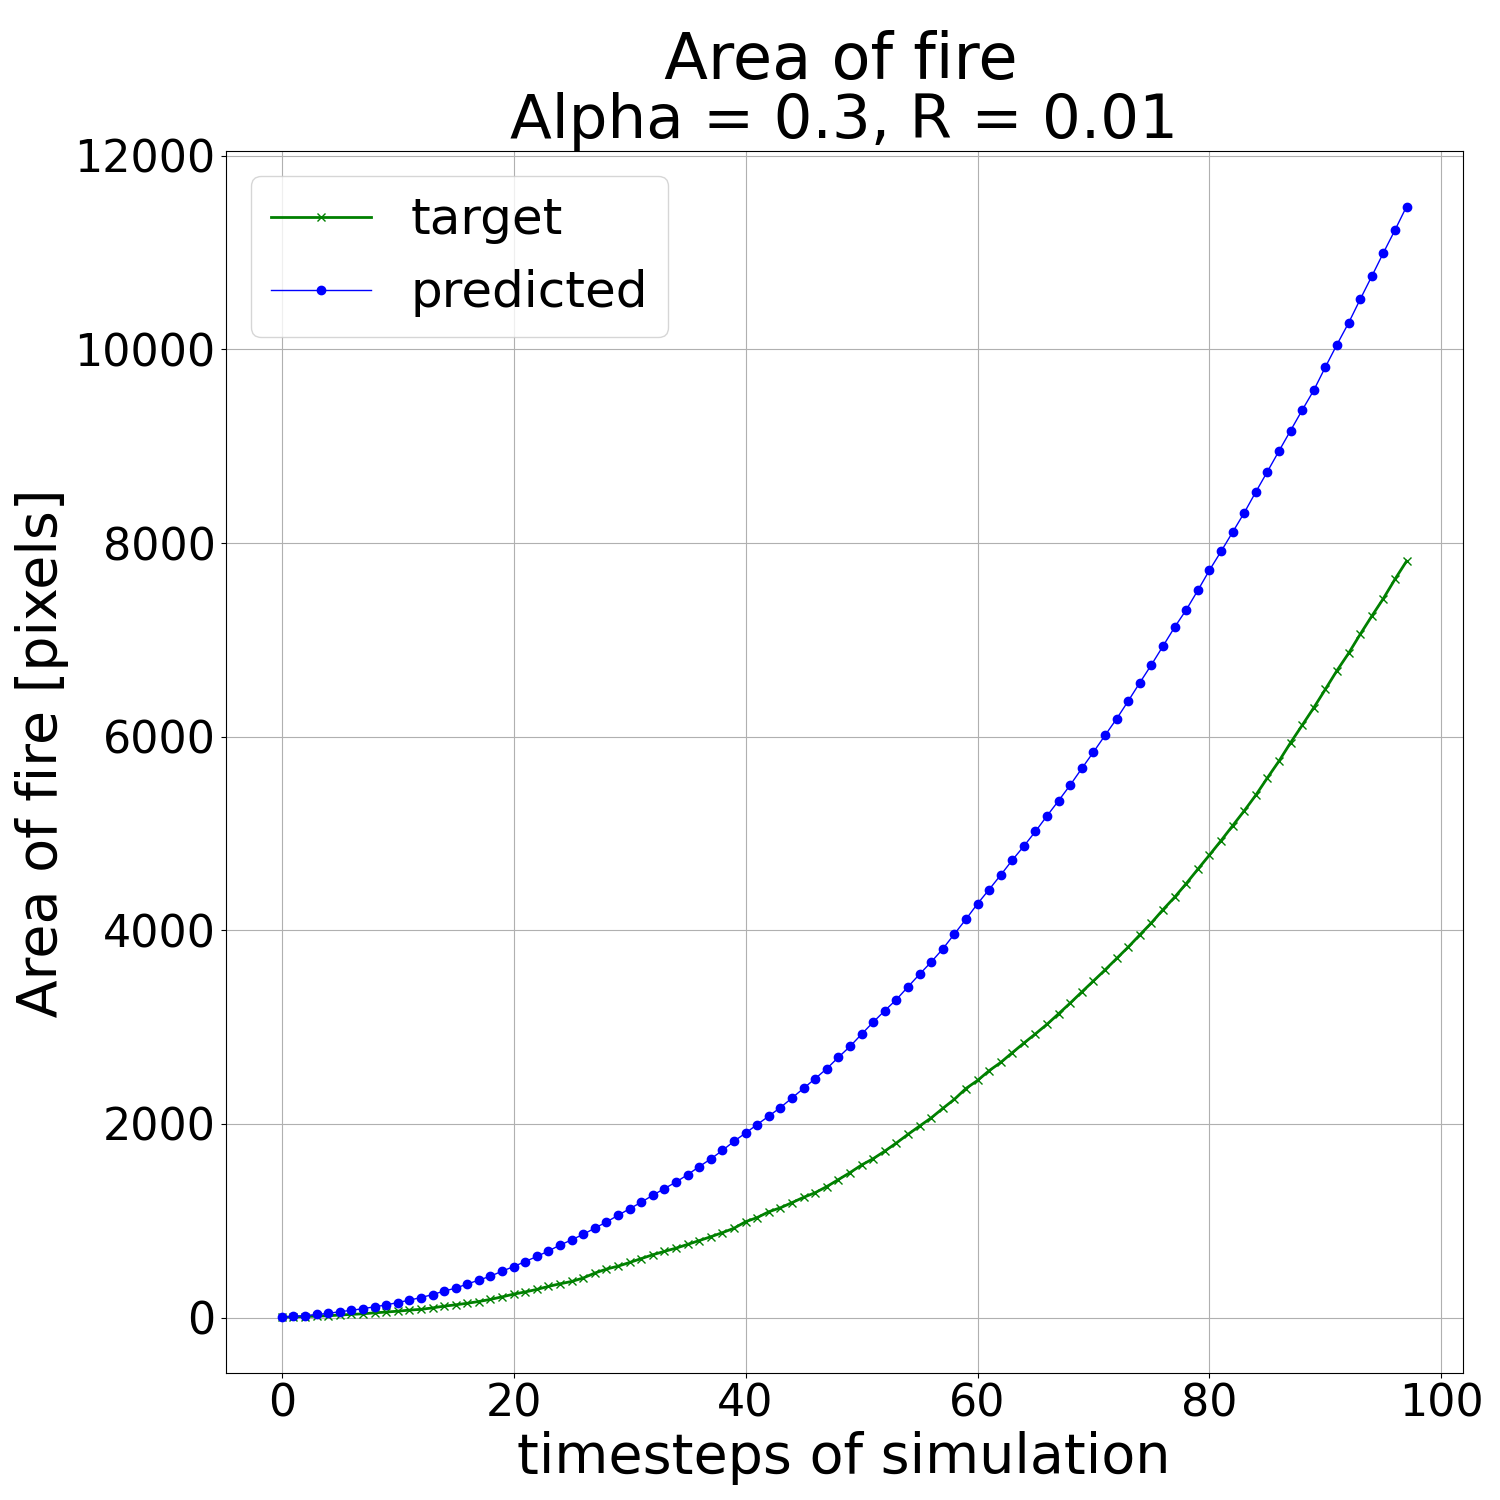 Area of fire
Alpha = 0.3, R = 0.01
target
predicted
12000
10000
8000
6000
4000
2000
0
Area of fire [pixels]
0 20 40 60 80 100
timesteps of simulation